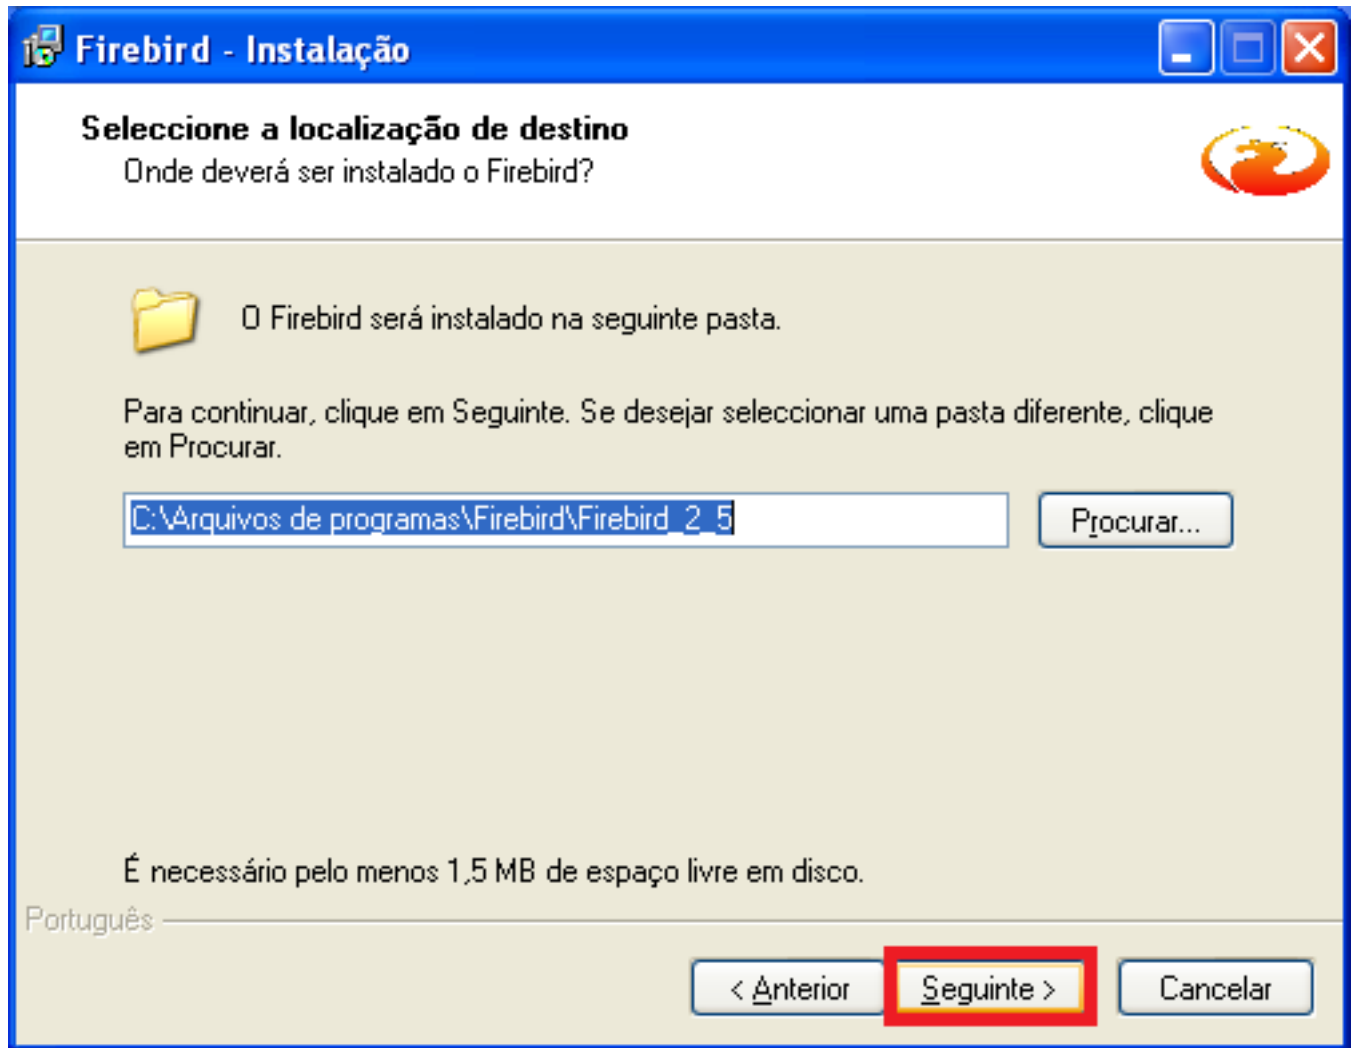 Firebird - Instalação
Seleccione a localização de destino
Onde deverá ser instalado o Firebird?
O Firebird será instalado na seguinte pasta.
Para continuar, clique em Seguinte. Se desejar seleccionar uma pasta diferente, clique
em Procurar.
C:\Arquivos de programas\Firebird\Firebird_2_5
Procurar...
É necessário pelo menos 1,5 MB de espaço livre em disco.
Português
< Anterior
Seguinte >
Cancelar